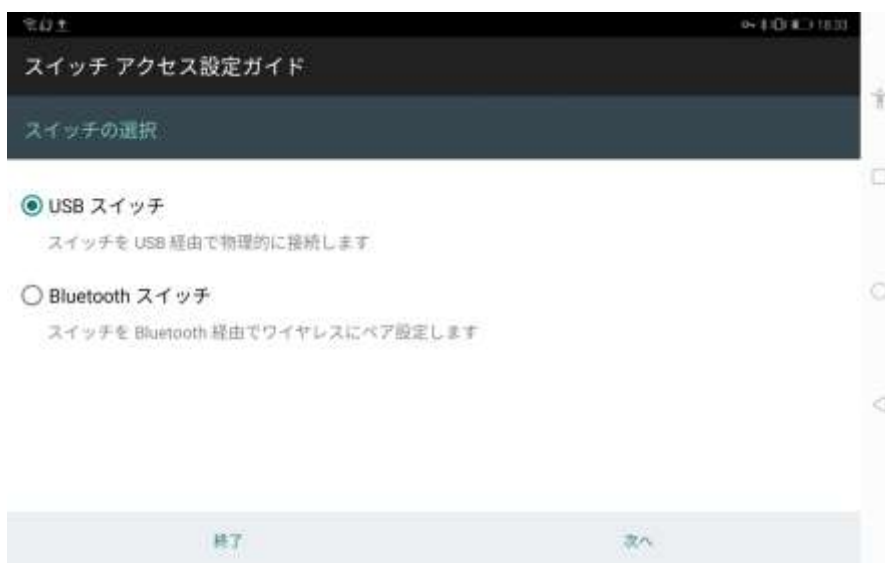 18:33
スイッチ アクセス設定ガイド
スイッチの選択
USB スイッチ
スイッチを USB 経由で物理的に接続します
Bluetooth スイッチ
スイッチを Bluetooth 経由でワイヤレスにペア設定します
終了
次へ